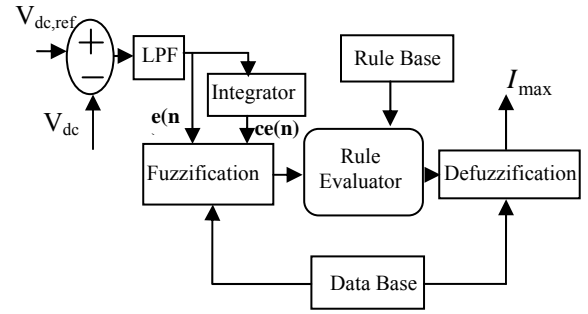 V_dc,ref
+
−
LPF
Integrator
Rule Base
I_max
V_dc
e(n
ce(n)
Fuzzification
Rule
Evaluator
Defuzzification
Data Base